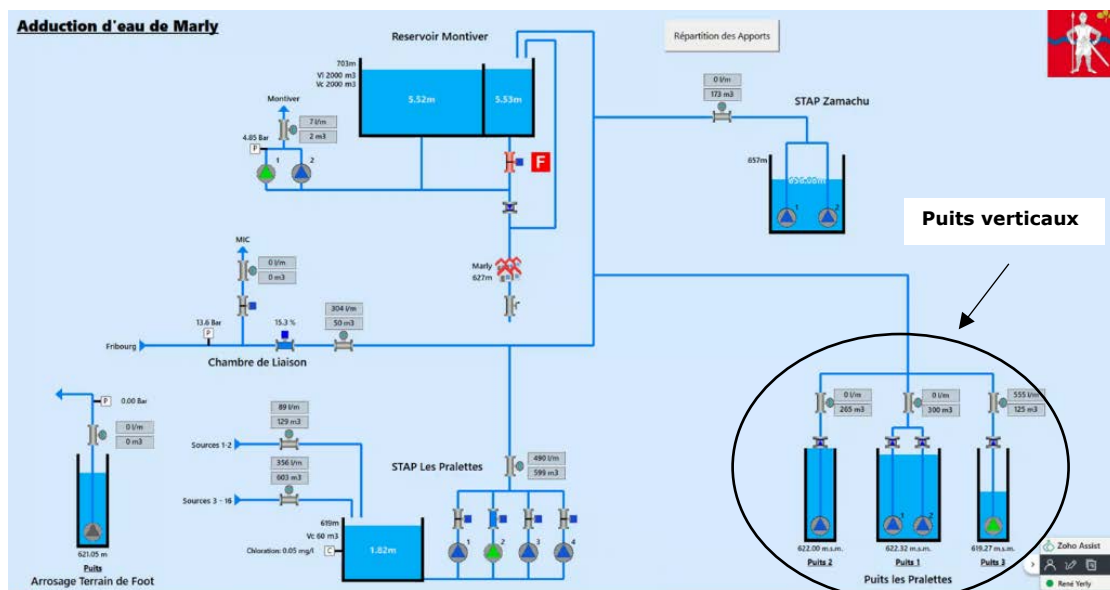 Adduction d'eau de Marly
Reservoir Montiver
Répartition des Apports
703m
Vi 2000 m3
Vc 2000 m3
5.52m
5.53m
Montiver
7 l/m
2 m3
4.85 Bar
P
1
2
F
0 l/m
173 m3
STAP Zamachu
657m
1
2
Puits verticaux
MIC
0 l/m
0 m3
Marly
627m
13.6 Bar
P
15.3 %
304 l/m
50 m3
Fribourg
Chambre de Liaison
P
0.00 Bar
0 l/m
0 m3
621.05 m
Puits
Arrosage Terrain de Foot
89 l/m
129 m3
Sources 1-2
356 l/m
603 m3
Sources 3 - 16
STAP Les Pralettes
490 l/m
599 m3
619m
Vc 60 m3
Chloration: 0.05 mg/l
C
1.82m
1
2
3
4
0 l/m
265 m3
0 l/m
300 m3
555 l/m
125 m3
1
2
622.00 m.s.m.
622.32 m.s.m.
619.27 m.s.m.
Puits 2
Puits 1
Puits 3
Puits les Pralettes
Zoho Assist
René Yerly